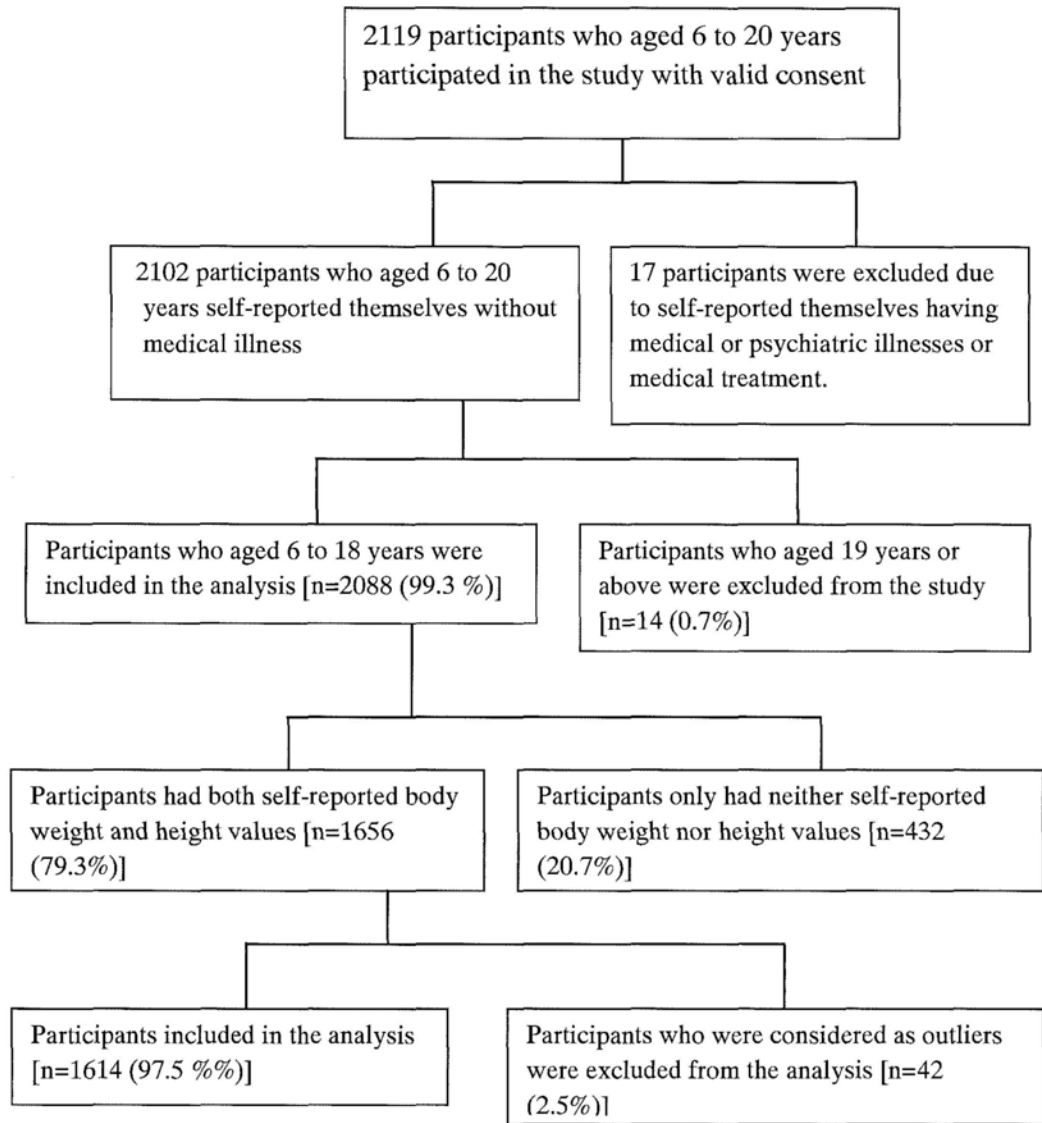 2119 participants who aged 6 to 20 years
participated in the study with valid consent
2102 participants who aged 6 to 20
years self-reported themselves without
medical illness
17 participants were excluded due
to self-reported themselves having
medical or psychiatric illnesses or
medical treatment.
Participants who aged 6 to 18 years were
included in the analysis [n=2088 (99.3 %)]
Participants who aged 19 years or
above were excluded from the study
[n=14 (0.7%)]
Participants had both self-reported body
weight and height values [n=1656
(79.3%)]
Participants only had neither self-reported
body weight nor height values [n=432
(20.7%)]
Participants included in the analysis
[n=1614 (97.5 %%)]
Participants who were considered as outliers
were excluded from the analysis [n=42
(2.5%)]